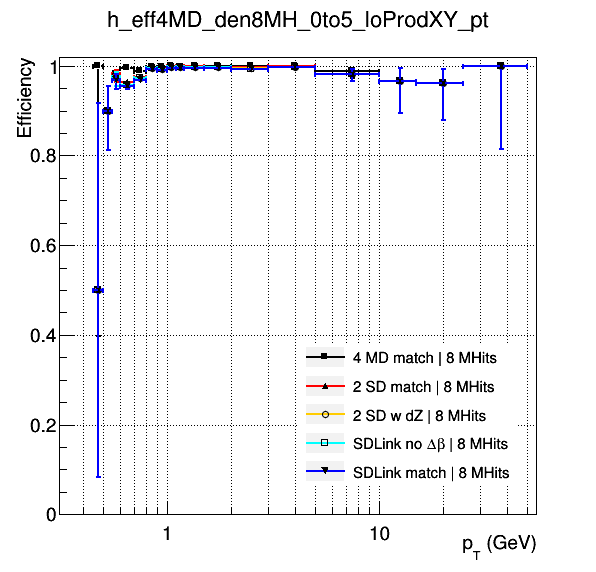 h_eff4MD_den8MH_0to5_loProdXY_pt
Efficiency
1
0.8
0.6
0.4
0.2
0
4 MD match | 8 MHits
2 SD match | 8 MHits
2 SD w dZ | 8 MHits
SDLink no Δβ | 8 MHits
SDLink match | 8 MHits
1
10
p_T (GeV)